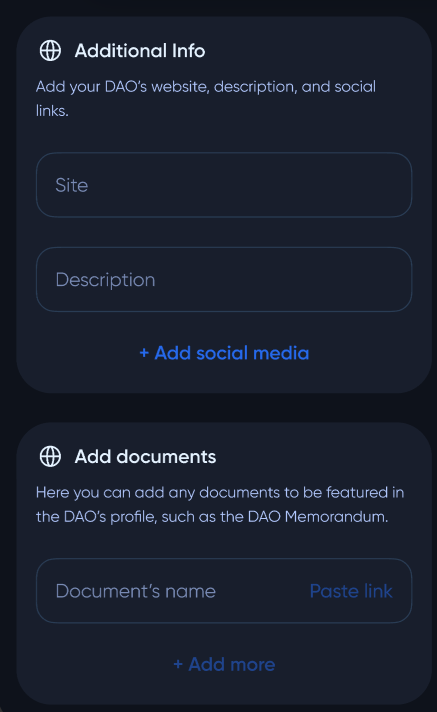 Additional Info
Add your DAO’s website, description, and social
links.
Site
Description
+ Add social media
Add documents
Here you can add any documents to be featured in
the DAO’s profile, such as the DAO Memorandum.
Document’s name Paste link
+ Add more